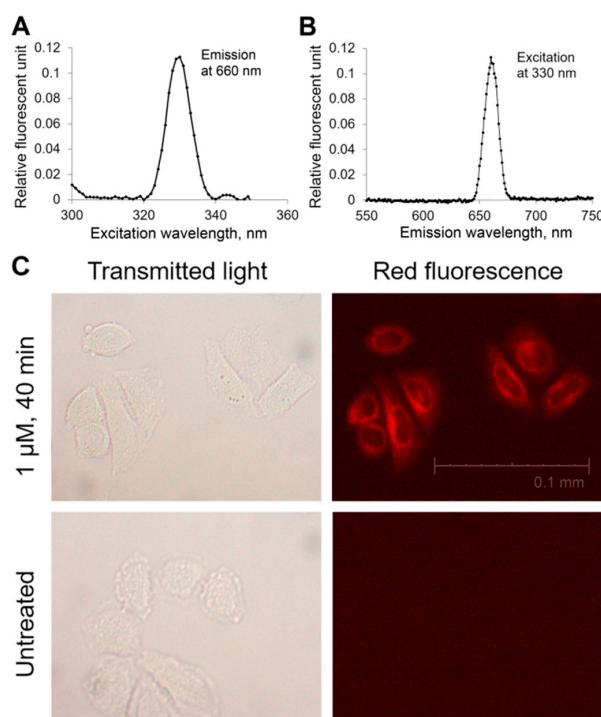 A
B
Relative fluorescent unit
0.12
0.1
0.08
0.06
0.04
0.02
0
300
320
340
360
Excitation wavelength, nm
Emission
at 660 nm
Relative fluorescent unit
0.12
0.1
0.08
0.06
0.04
0.02
0
550
600
650
700
750
Emission wavelength, nm
Excitation
at 330 nm
C
Transmitted light
Red fluorescence
1 µM, 40 min
0.1 mm
Untreated